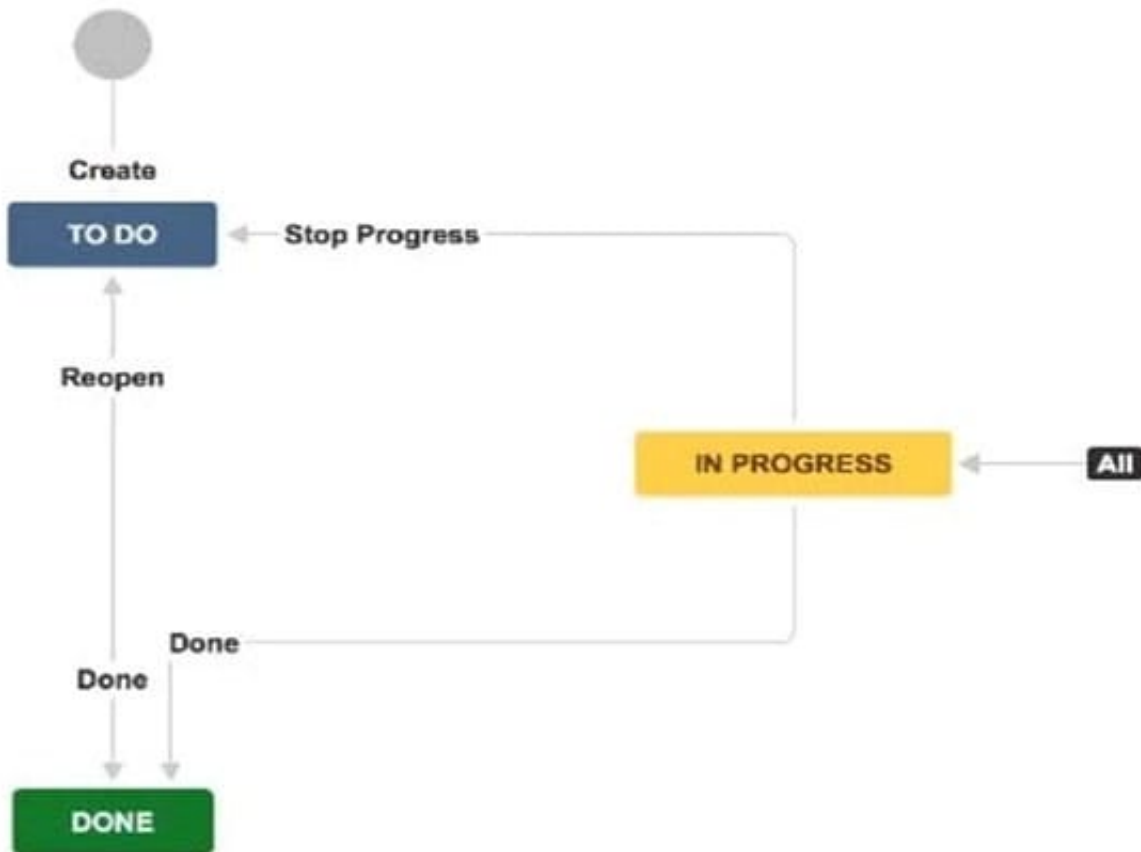 Create
TO DO
Stop Progress
Reopen
IN PROGRESS
All
Done
Done
DONE